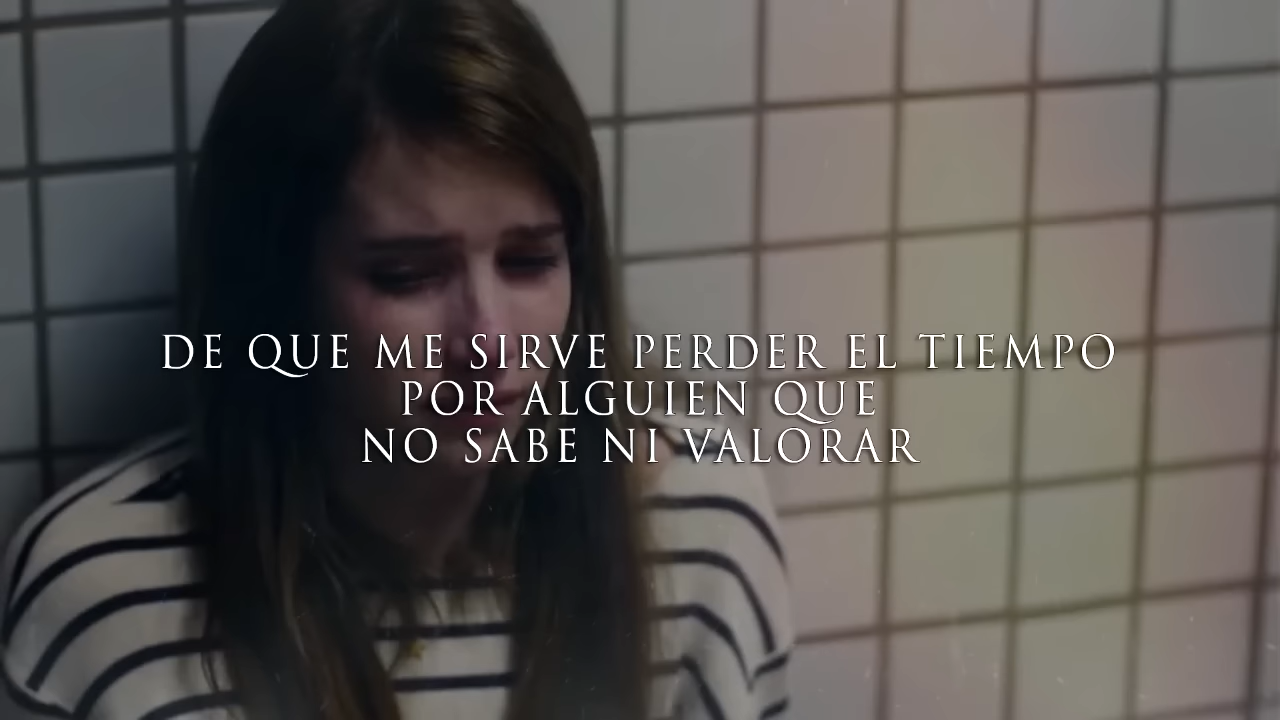 DE QUE ME SIRVE PERDER EL TIEMPO
POR ALGUIEN QUE
NO SABE NI VALORAR